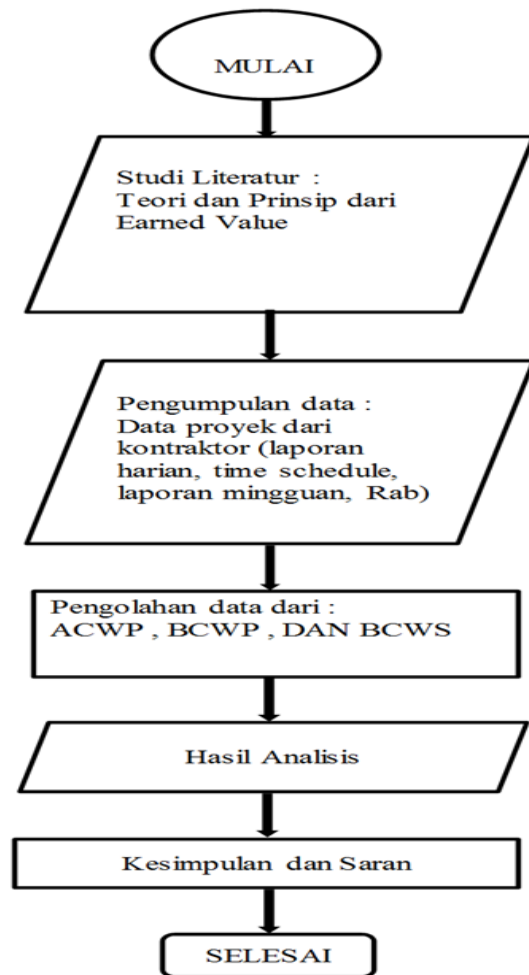 MULAI
Studi Literatur :
Teori dan Prinsip dari
Earned Value
Pengumpulan data :
Data proyek dari
kontraktor (laporan
harian, time schedule,
laporan mingguan, Rab)
Pengolahan data dari :
ACWP , BCWP , DAN BCWS
Hasil Analisis
Kesimpulan dan Saran
SELESAI